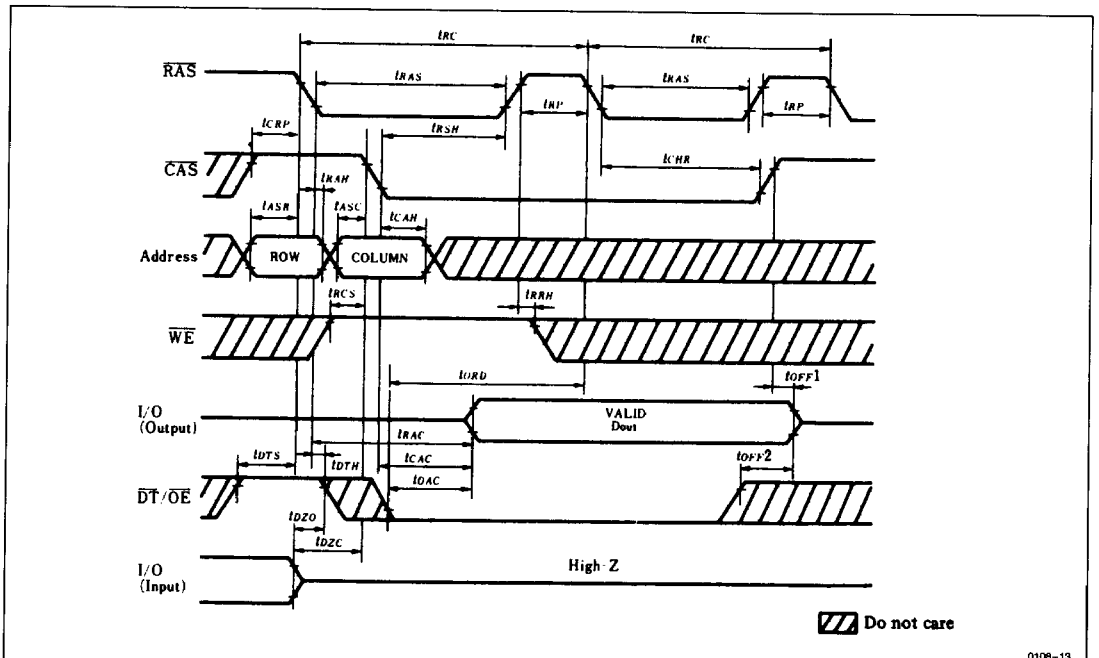 tRC tRC
RAS
tRAS tRAS
tRP tRP
tCRP tRSH
CAS
tRAH tCHR
tASR tASC tCAH
Address ROW COLUMN
tRCS tRRH
WE
tORD tOFF1
I/O
(Output)
VALID
Dout
tRAC
tCAC
tOAC
tDTS tDTH tOFF2
DT/OE
tDZO
tDZC
I/O
(Input)
High-Z
Do not care
0108-13